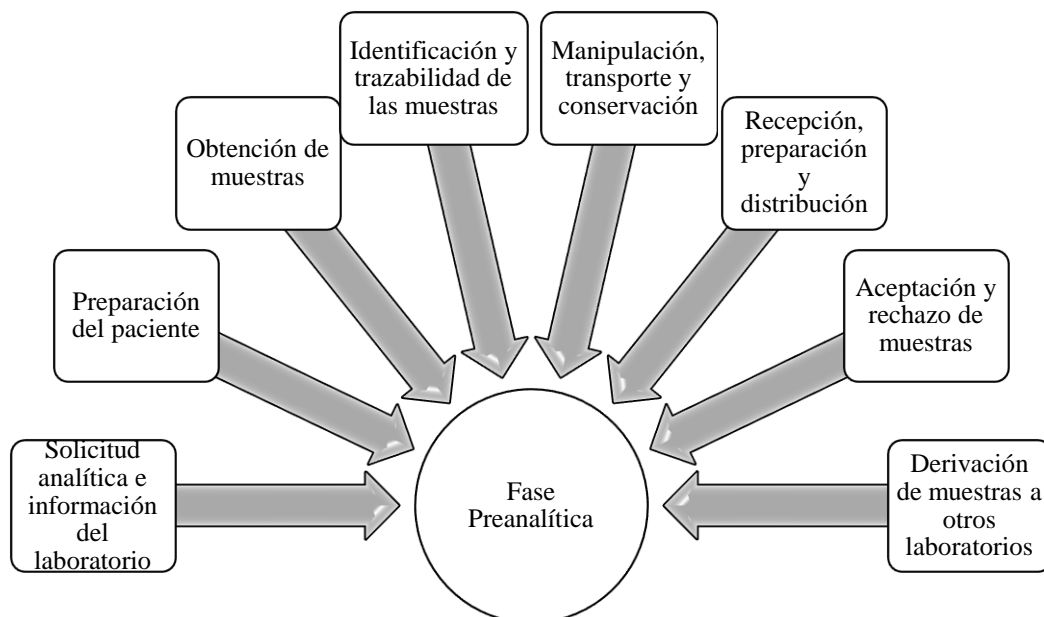 Solicitud
analítica e
información
del
laboratorio
Preparación
del paciente
Obtención de
muestras
Identificación y
trazabilidad de
las muestras
Manipulación,
transporte y
conservación
Recepción,
preparación
y
distribución
Aceptación y
rechazo de
muestras
Derivación
de muestras a
otros
laboratorios
Fase
Preanalítica